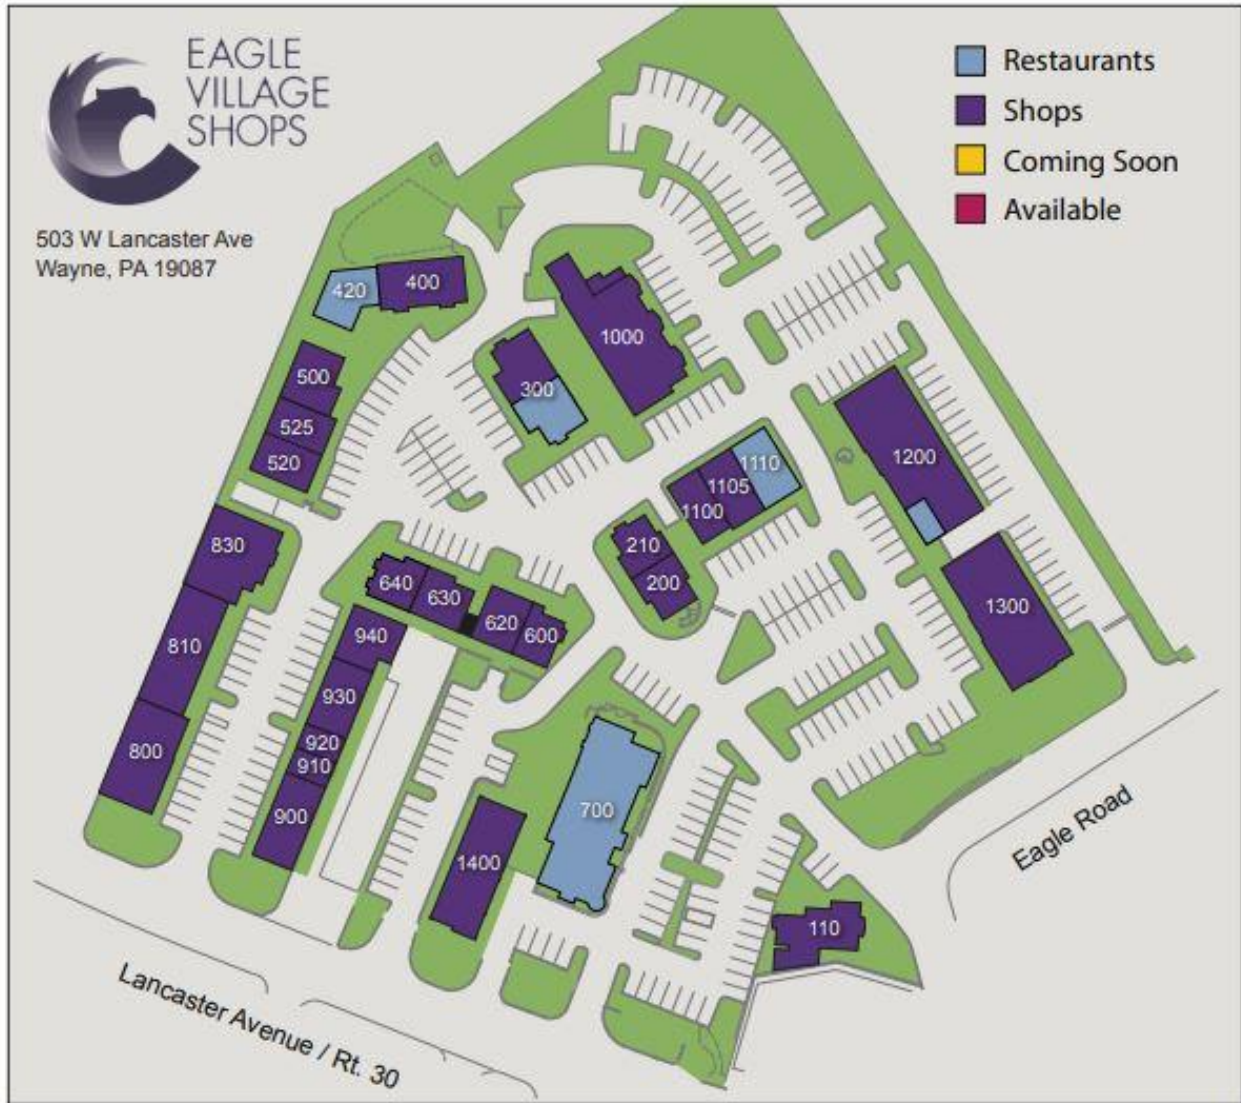 EAGLE
VILLAGE
SHOPS
503 W Lancaster Ave
Wayne, PA 19087
Restaurants
Shops
Coming Soon
Available
420
400
500
525
520
300
1000
1110
1105
1100
1200
210
200
1300
830
810
800
640
630
620
600
940
930
920
910
900
700
1400
110
Eagle Road
Lancaster Avenue / Rt. 30